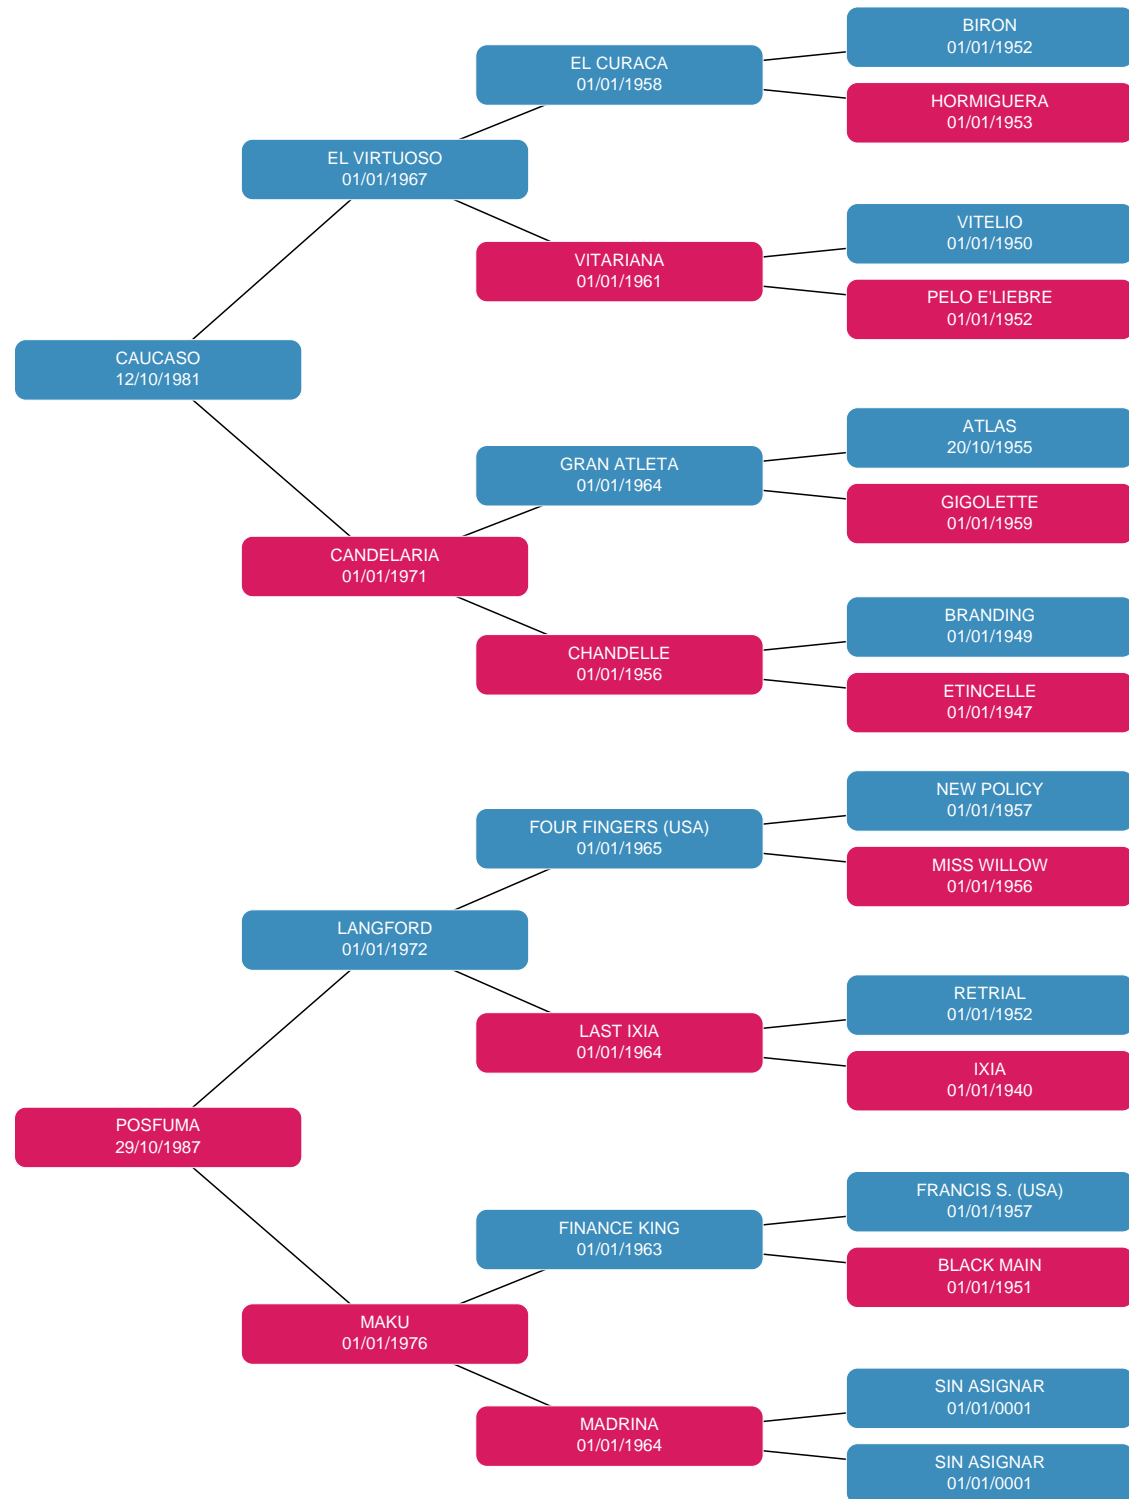 BIRON
01/01/1952
EL CURACA
01/01/1958
HORMIGUERA
01/01/1953
EL VIRTUOSO
01/01/1967
VITELIO
01/01/1950
VITARIANA
01/01/1961
PELO E'LIEBRE
01/01/1952
CAUCASO
12/10/1981
ATLAS
20/10/1955
GRAN ATLETA
01/01/1964
GIGOLETTE
01/01/1959
CANDELARIA
01/01/1971
BRANDING
01/01/1949
CHANDELLE
01/01/1956
ETINCELLE
01/01/1947
NEW POLICY
01/01/1957
FOUR FINGERS (USA)
01/01/1965
MISS WILLOW
01/01/1956
LANGFORD
01/01/1972
RETRIAL
01/01/1952
LAST IXIA
01/01/1964
IXIA
01/01/1940
POSFUMA
29/10/1987
FRANCIS S. (USA)
01/01/1957
FINANCE KING
01/01/1963
BLACK MAIN
01/01/1951
MAKU
01/01/1976
SIN ASIGNAR
01/01/0001
MADRINA
01/01/1964
SIN ASIGNAR
01/01/0001